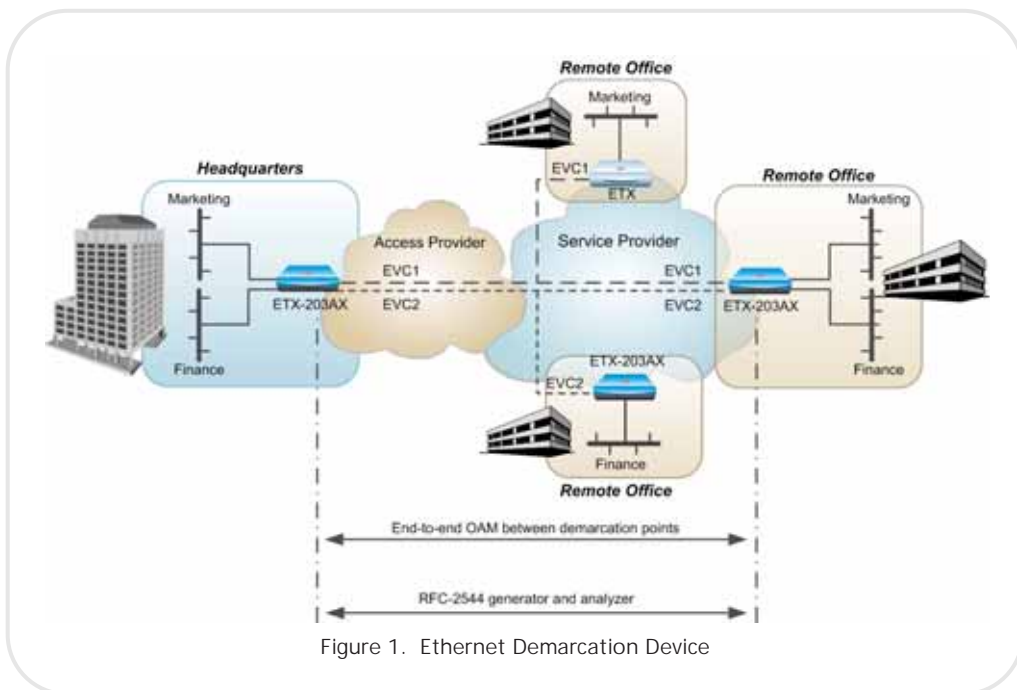 Remote Office
Marketing
EVC1
ETX
Headquarters
Marketing
ETX-203AX
Finance
Access Provider
Service Provider
EVC1
EVC2
EVC1
EVC2
Remote Office
Marketing
ETX-203AX
Finance
ETX-203AX
EVC2
Finance
Remote Office
End-to-end OAM between demarcation points
RFC-2544 generator and analyzer
Figure 1. Ethernet Demarcation Device